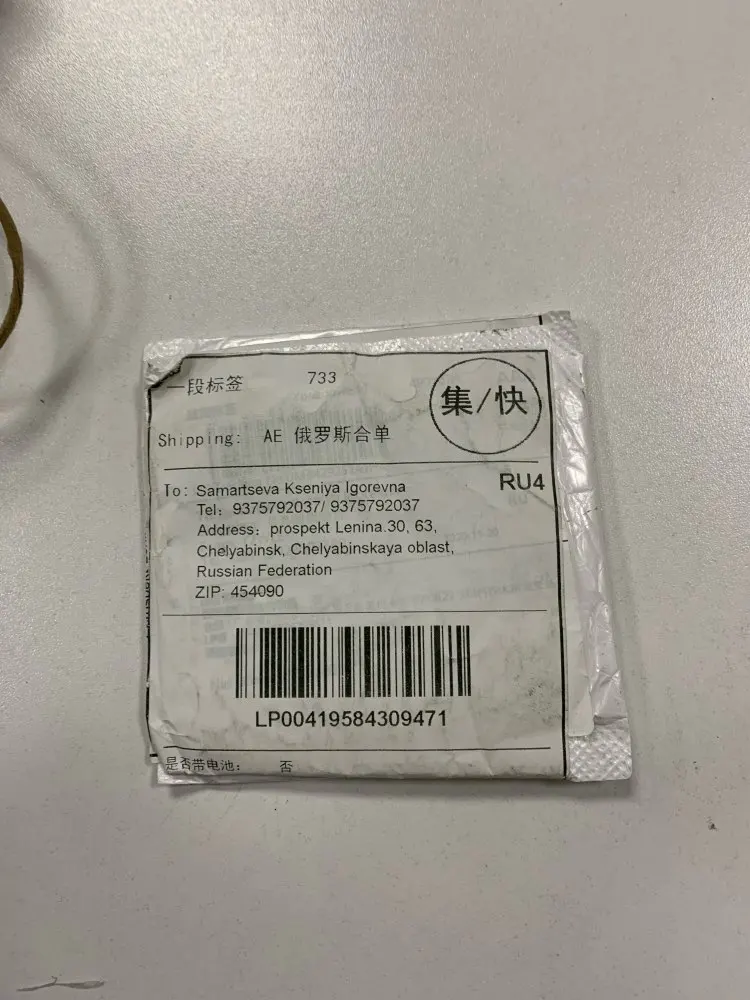 一段标签 733
集/快
Shipping: AE 俄罗斯合单
To: Samartseva Kseniya Igorevna
RU4
Tel: 9375792037/ 9375792037
Address: prospekt Lenina.30, 63,
Chelyabinsk, Chelyabinskaya oblast,
Russian Federation
ZIP: 454090
LP00419584309471
是否带电池: 否